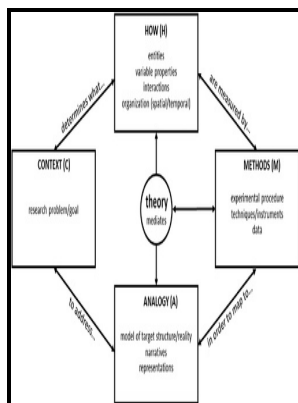 HOW (H)
entities
variable properties
interactions
organization (spatial/temporal)
determines what...
are measured by...
CONTEXT (C)
research problem/goal
theory
mediates
METHODS (M)
experimental procedure
techniques/instruments
data
to address...
in order to map to...
ANALOGY (A)
model of target structure/reality
narratives
representations